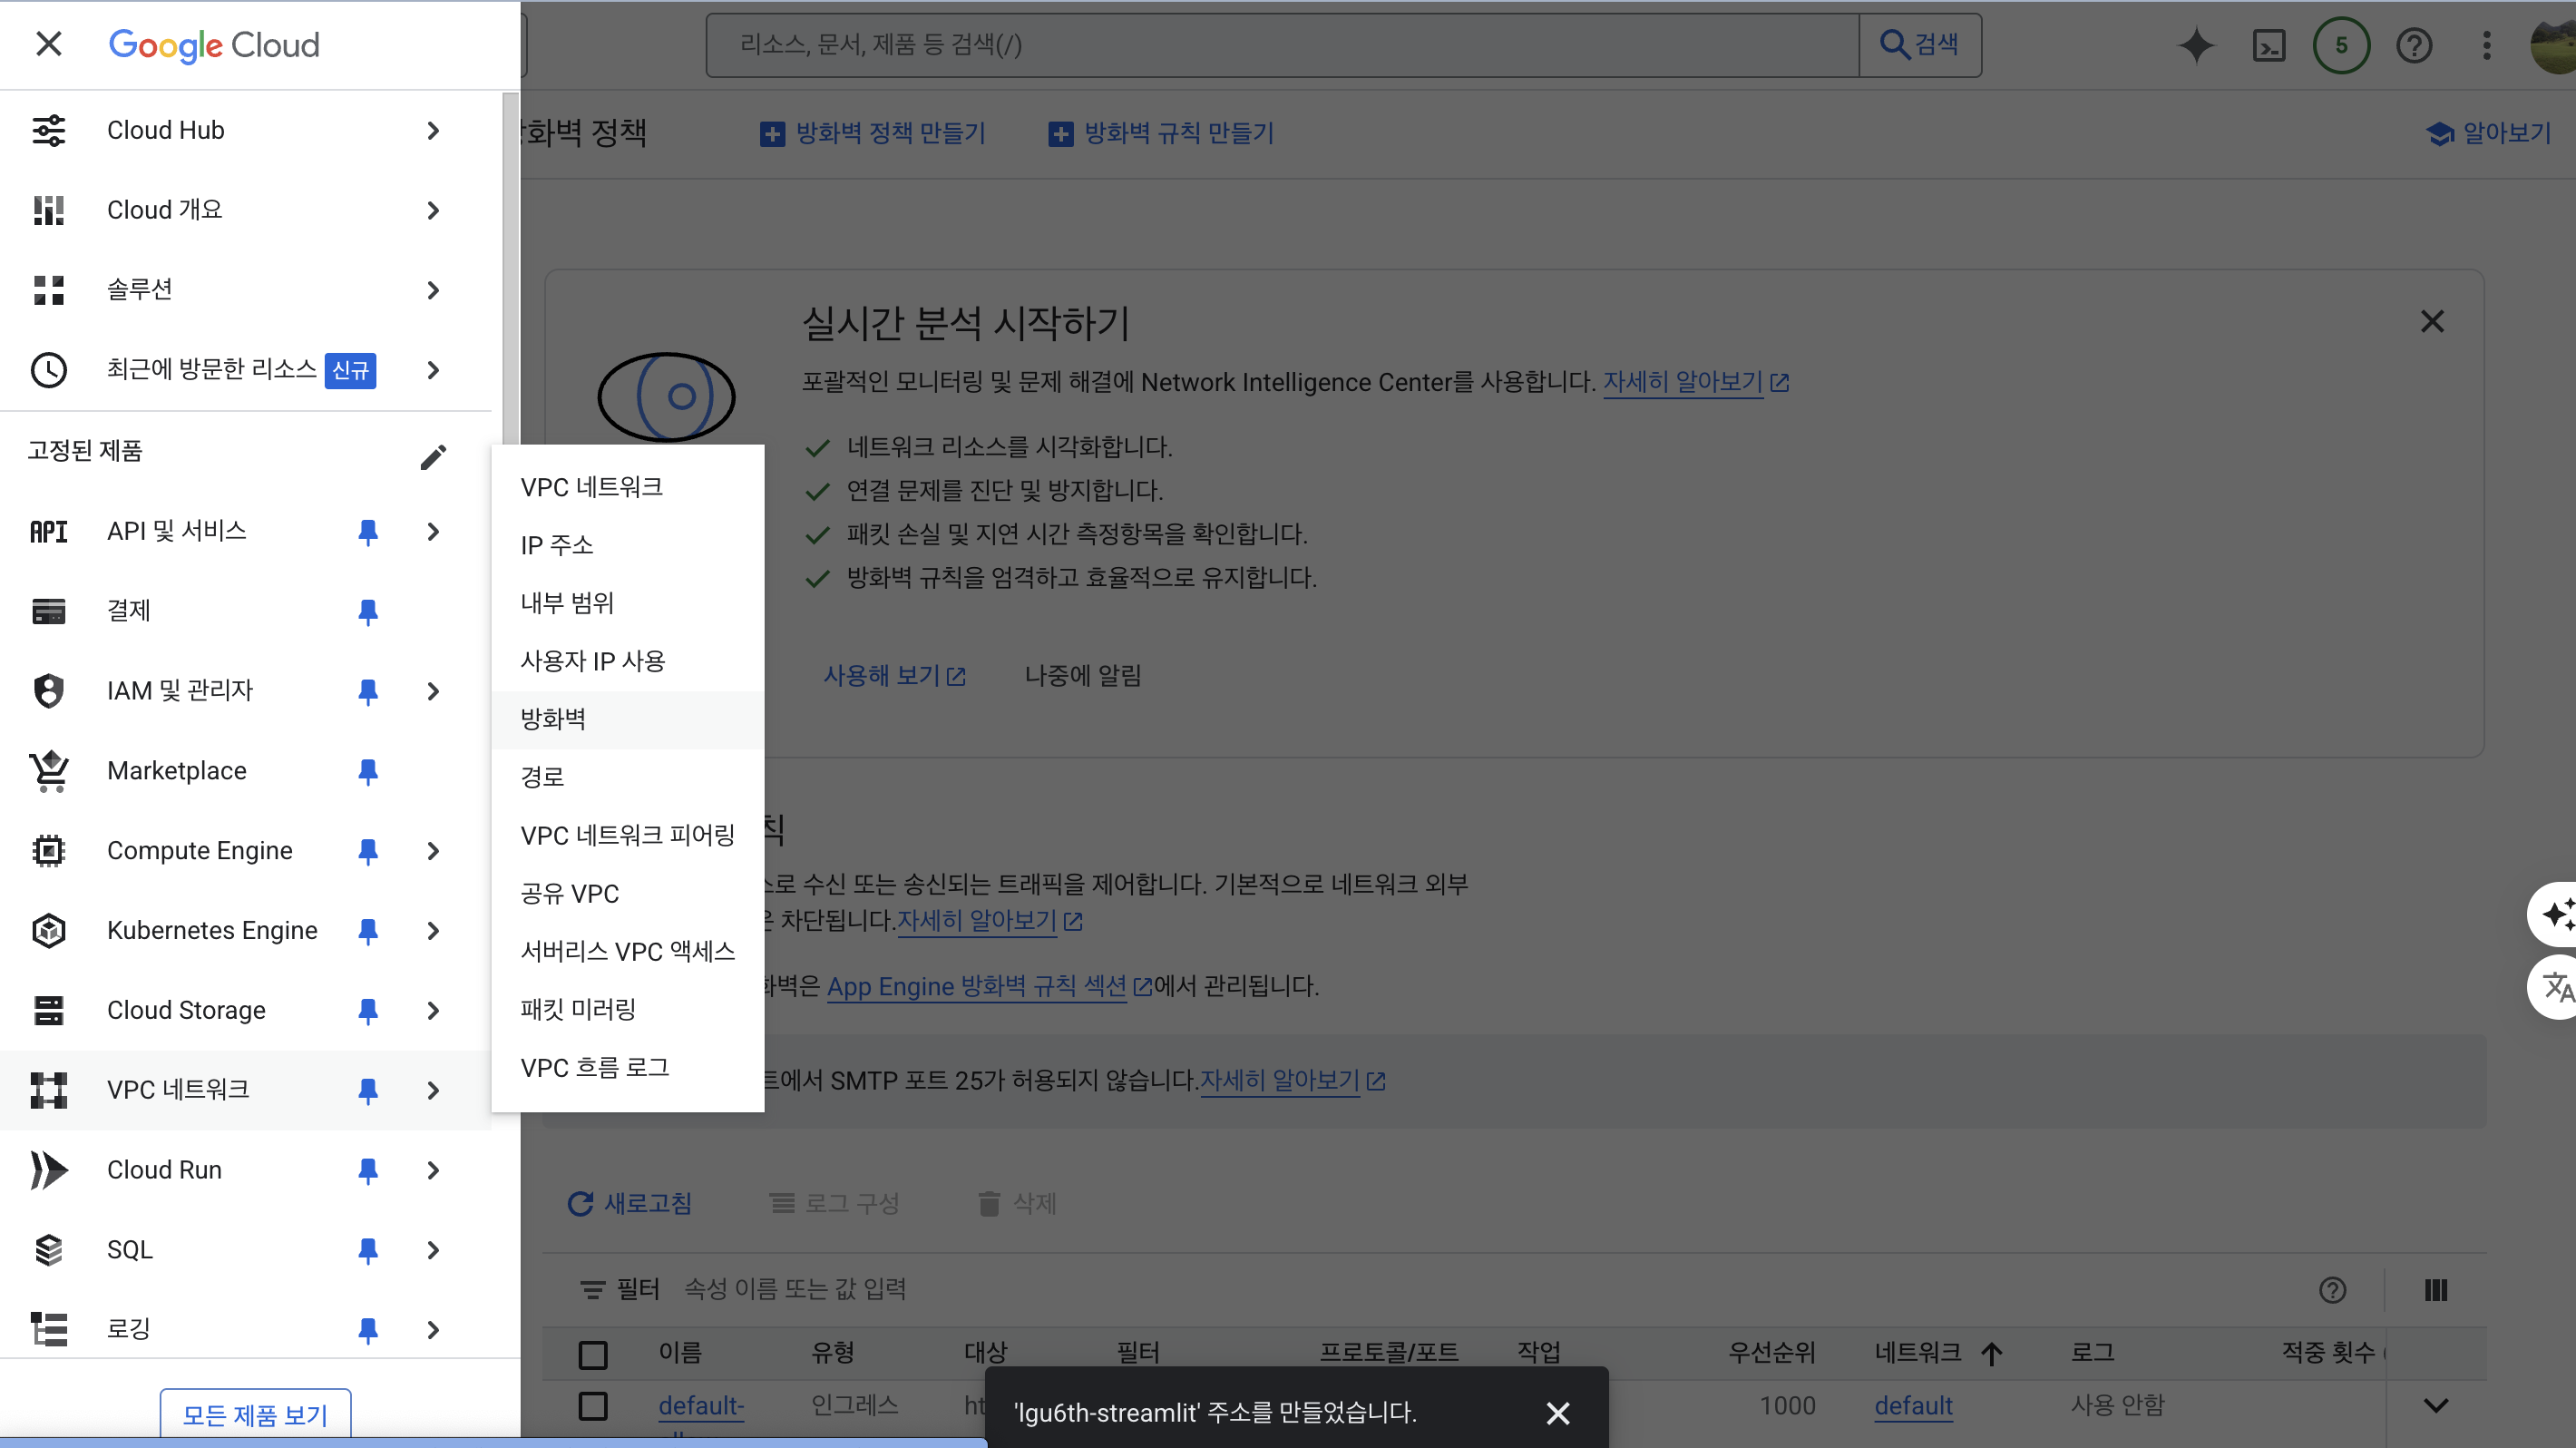 Google Cloud
리소스, 문서, 제품 등 검색(/)
검색
5
Cloud Hub
Cloud 개요
솔루션
최근에 방문한 리소스 신규
고정된 제품
API 및 서비스
결제
IAM 및 관리자
Marketplace
Compute Engine
Kubernetes Engine
Cloud Storage
VPC 네트워크
Cloud Run
SQL
로깅
모든 제품 보기
VPC 네트워크
IP 주소
내부 범위
사용자 IP 사용
방화벽
경로
VPC 네트워크 피어링
공유 VPC
서버리스 VPC 액세스
패킷 미러링
VPC 흐름 로그
방화벽 정책
방화벽 정책 만들기
방화벽 규칙 만들기
알아보기
실시간 분석 시작하기
포괄적인 모니터링 및 문제 해결에 Network Intelligence Center를 사용합니다. 자세히 알아보기
네트워크 리소스를 시각화합니다.
연결 문제를 진단 및 방지합니다.
패킷 손실 및 지연 시간 측정항목을 확인합니다.
방화벽 규칙을 엄격하고 효율적으로 유지합니다.
사용해 보기
나중에 알림
칙
스로 수신 또는 송신되는 트래픽을 제어합니다. 기본적으로 네트워크 외부
은 차단됩니다.자세히 알아보기
화벽은 App Engine 방화벽 규칙 섹션에서 관리됩니다.
트에서 SMTP 포트 25가 허용되지 않습니다.자세히 알아보기
새로고침
로그 구성
삭제
필터 속성 이름 또는 값 입력
이름 유형 대상 필터 프로토콜/포트 작업 우선순위 네트워크 로그 적중 횟수
default- 인그레스 ht 1000 default 사용 안함
'lgu6th-streamlit' 주소를 만들었습니다.